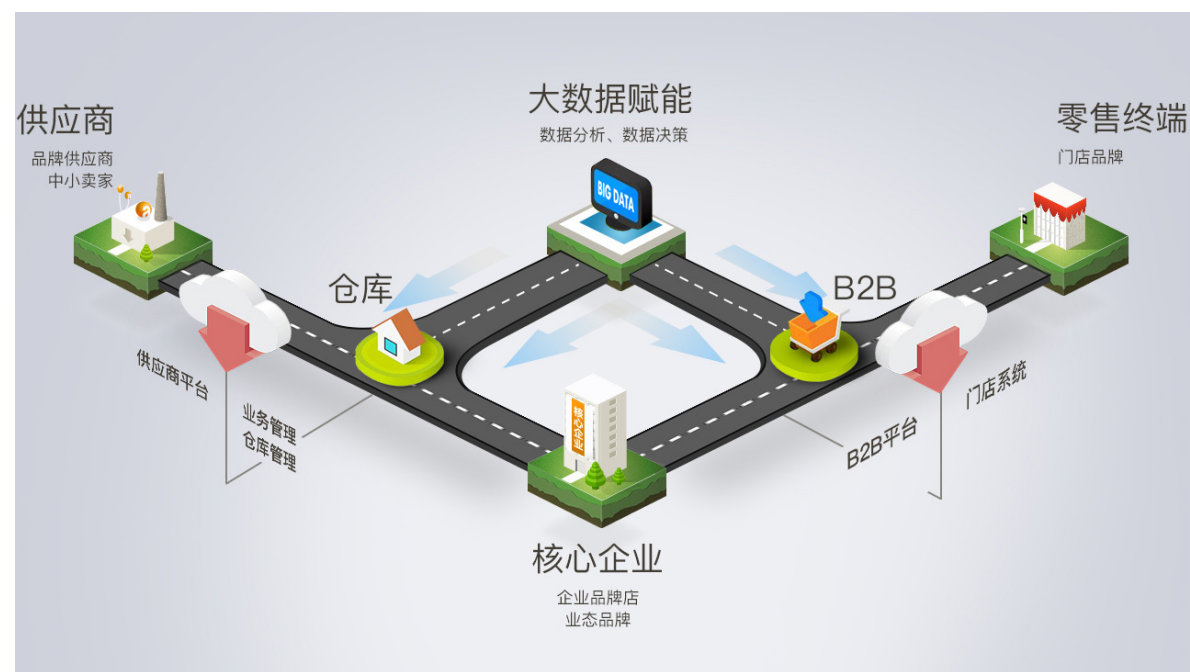 大数据赋能
数据分析、数据决策
供应商
品牌供应商
中小卖家
零售终端
门店品牌
BIG DATA
仓库
B2B
供应商平台
业务管理
仓库管理
门店系统
B2B平台
核心企业
核心企业
企业品牌店
业态品牌